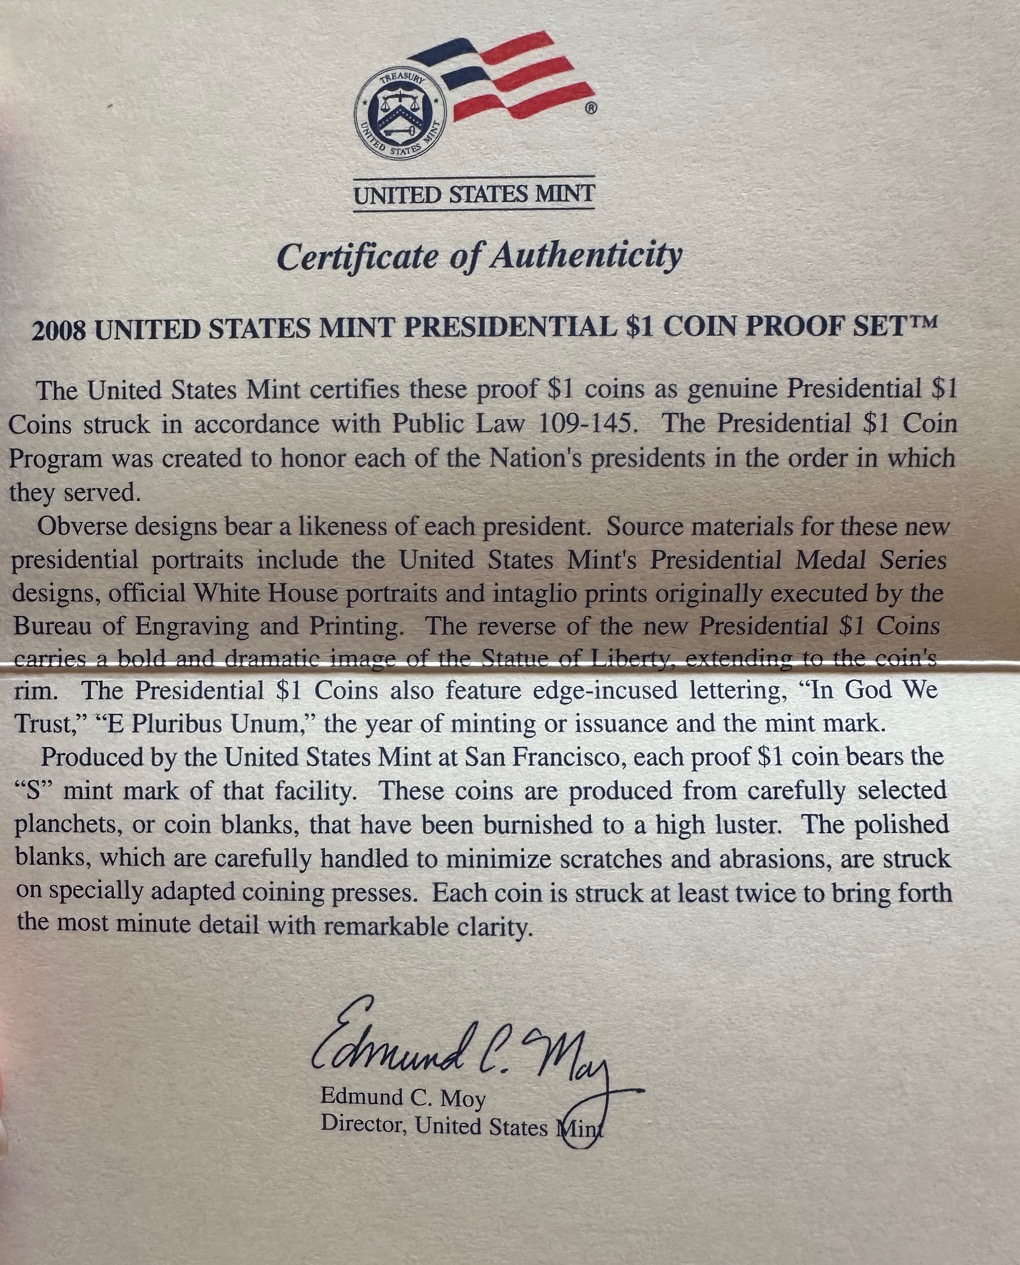 TREASURY
UNITED STATES MINT
®
UNITED STATES MINT
Certificate of Authenticity
2008 UNITED STATES MINT PRESIDENTIAL $1 COIN PROOF SET™
The United States Mint certifies these proof $1 coins as genuine Presidential $1
Coins struck in accordance with Public Law 109-145. The Presidential $1 Coin
Program was created to honor each of the Nation's presidents in the order in which
they served.
Obverse designs bear a likeness of each president. Source materials for these new
presidential portraits include the United States Mint's Presidential Medal Series
designs, official White House portraits and intaglio prints originally executed by the
Bureau of Engraving and Printing. The reverse of the new Presidential $1 Coins
carries a bold and dramatic image of the Statue of Liberty, extending to the coin's
rim. The Presidential $1 Coins also feature edge-incused lettering, “In God We
Trust,” “E Pluribus Unum,” the year of minting or issuance and the mint mark.
Produced by the United States Mint at San Francisco, each proof $1 coin bears the
“S” mint mark of that facility. These coins are produced from carefully selected
planchets, or coin blanks, that have been burnished to a high luster. The polished
blanks, which are carefully handled to minimize scratches and abrasions, are struck
on specially adapted coining presses. Each coin is struck at least twice to bring forth
the most minute detail with remarkable clarity.
Edmund C. Moy
Edmund C. Moy
Director, United States Mint